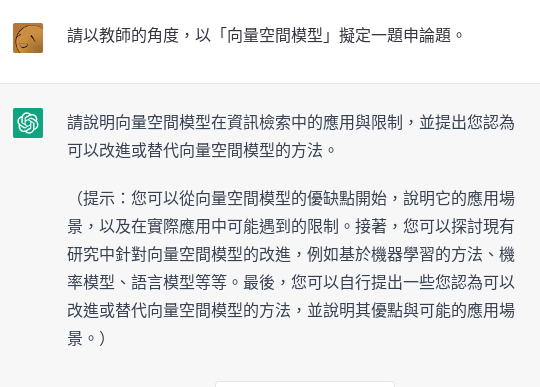 請以教師的角度，以「向量空間模型」擬定一題申論題。
請說明向量空間模型在資訊檢索中的應用與限制，並提出您認為
可以改進或替代向量空間模型的方法。
（提示：您可以從向量空間模型的優缺點開始，說明它的應用場
景，以及在實際應用中可能遇到的限制。接著，您可以探討現有
研究中針對向量空間模型的改進，例如基於機器學習的方法、機
率模型、語言模型等等。最後，您可以自行提出一些您認為可以
改進或替代向量空間模型的方法，並說明其優點與可能的應用場
景。）